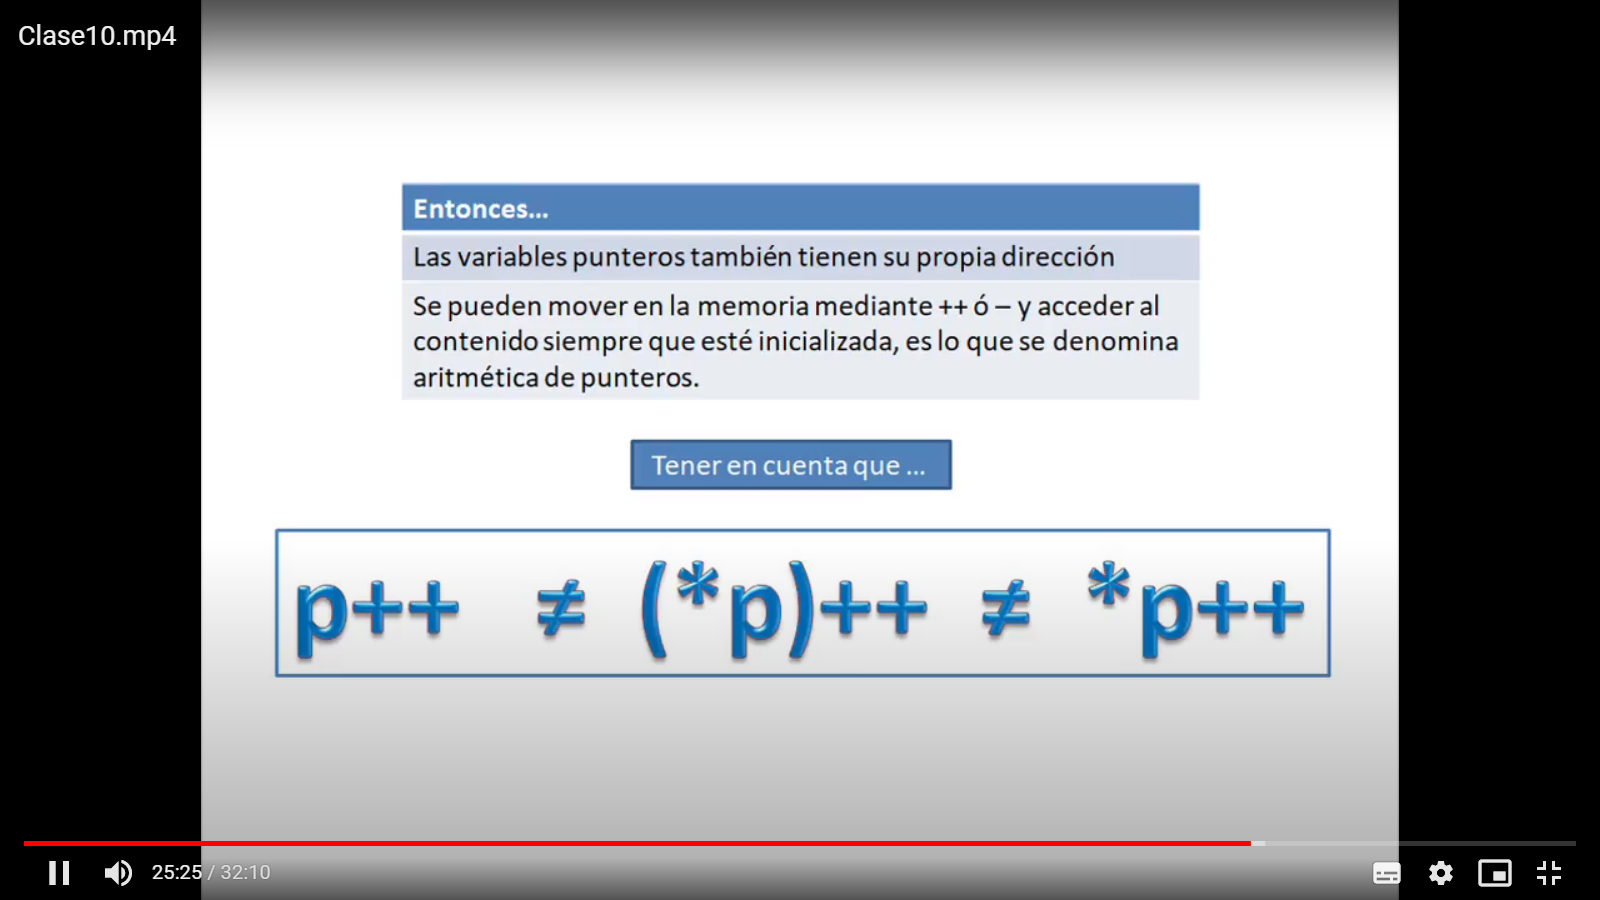 Clase10.mp4
Entonces...
Las variables punteros también tienen su propia dirección
Se pueden mover en la memoria mediante ++ ó – y acceder al
contenido siempre que esté inicializada, es lo que se denomina
aritmética de punteros.
Tener en cuenta que ...
p++ ≠ (*p)++ ≠ *p++
25:25 / 32:10